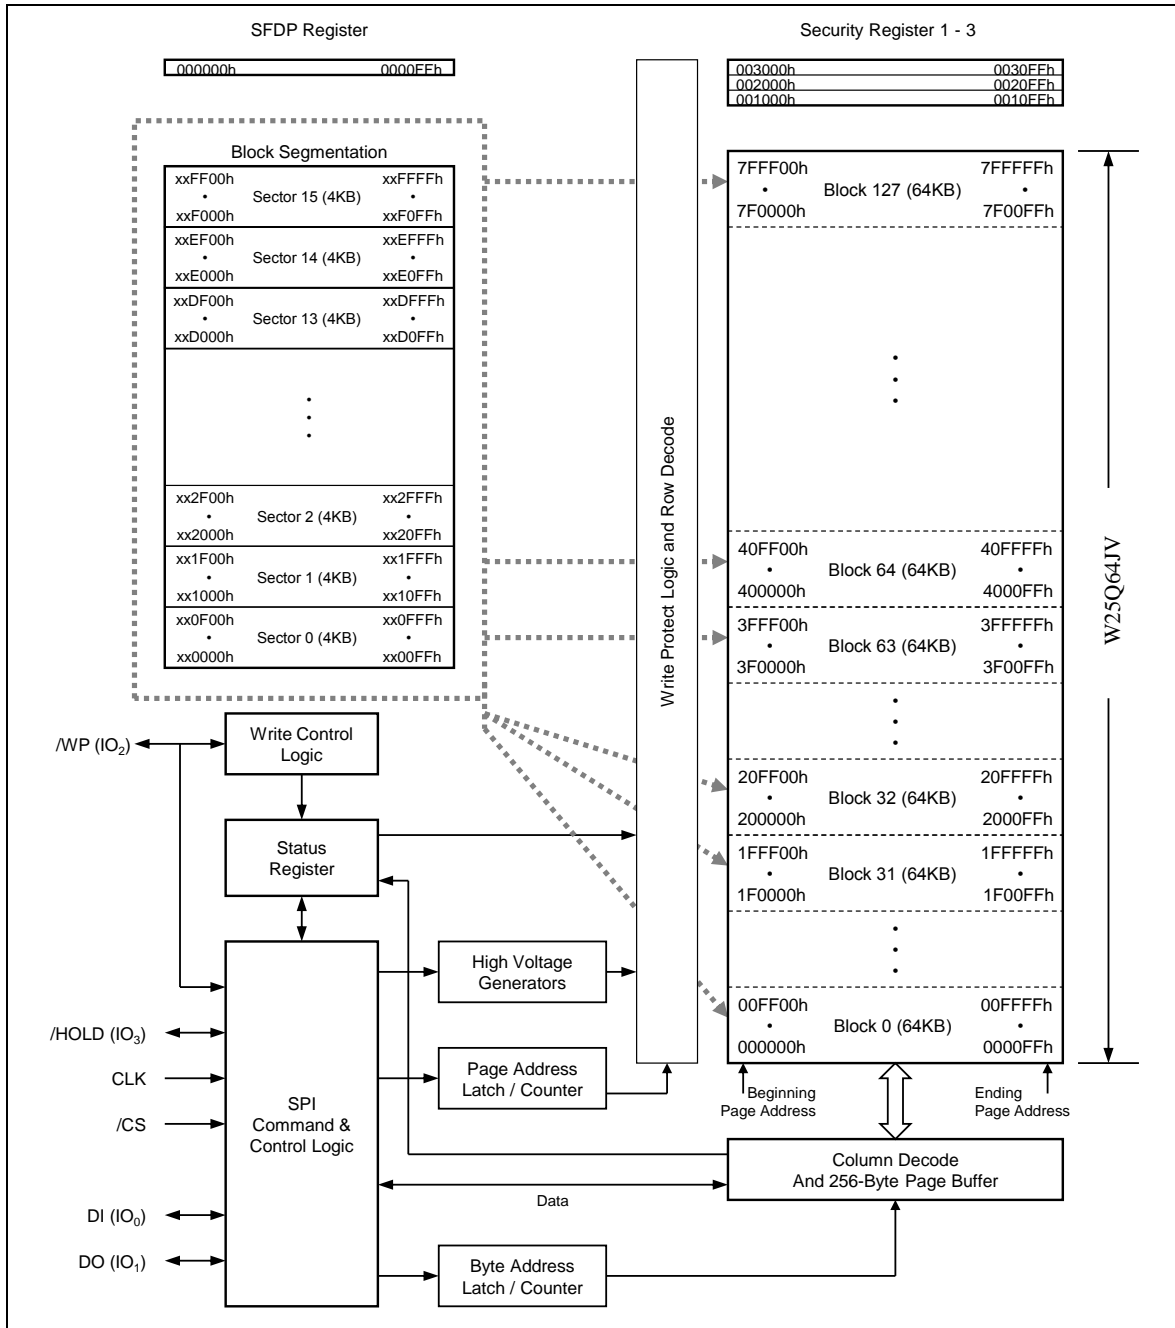 SFDP Register
000000h 0000FFh
Security Register 1 - 3
003000h 0030FFh
002000h 0020FFh
001000h 0010FFh
Block Segmentation
xxFF00h xxFFFFh
• Sector 15 (4KB) •
xxF000h xxF0FFh
xxEF00h xxEFFFh
• Sector 14 (4KB) •
xxE000h xxE0FFh
xxDF00h xxDFFFh
• Sector 13 (4KB) •
xxD000h xxD0FFh
xx2F00h xx2FFFh
• Sector 2 (4KB) •
xx2000h xx20FFh
xx1F00h xx1FFFh
• Sector 1 (4KB) •
xx1000h xx10FFh
xx0F00h xx0FFFh
• Sector 0 (4KB) •
xx0000h xx00FFh
Write Protect Logic and Row Decode
7FFF00h 7FFFFFh
• Block 127 (64KB) •
7F0000h 7F00FFh
40FF00h 40FFFFh
• Block 64 (64KB) •
400000h 4000FFh
3FFF00h 3FFFFFh
• Block 63 (64KB) •
3F0000h 3F00FFh
20FF00h 20FFFFh
• Block 32 (64KB) •
200000h 2000FFh
1FFF00h 1FFFFFh
• Block 31 (64KB) •
1F0000h 1F00FFh
00FF00h 00FFFFh
• Block 0 (64KB) •
000000h 0000FFh
W25Q64JV
Beginning
Page Address
Ending
Page Address
/WP (IO2)
Write Control
Logic
Status
Register
High Voltage
Generators
/HOLD (IO3)
CLK
/CS
DI (IO0)
DO (IO1)
SPI
Command &
Control Logic
Page Address
Latch / Counter
Column Decode
And 256-Byte Page Buffer
Data
Byte Address
Latch / Counter